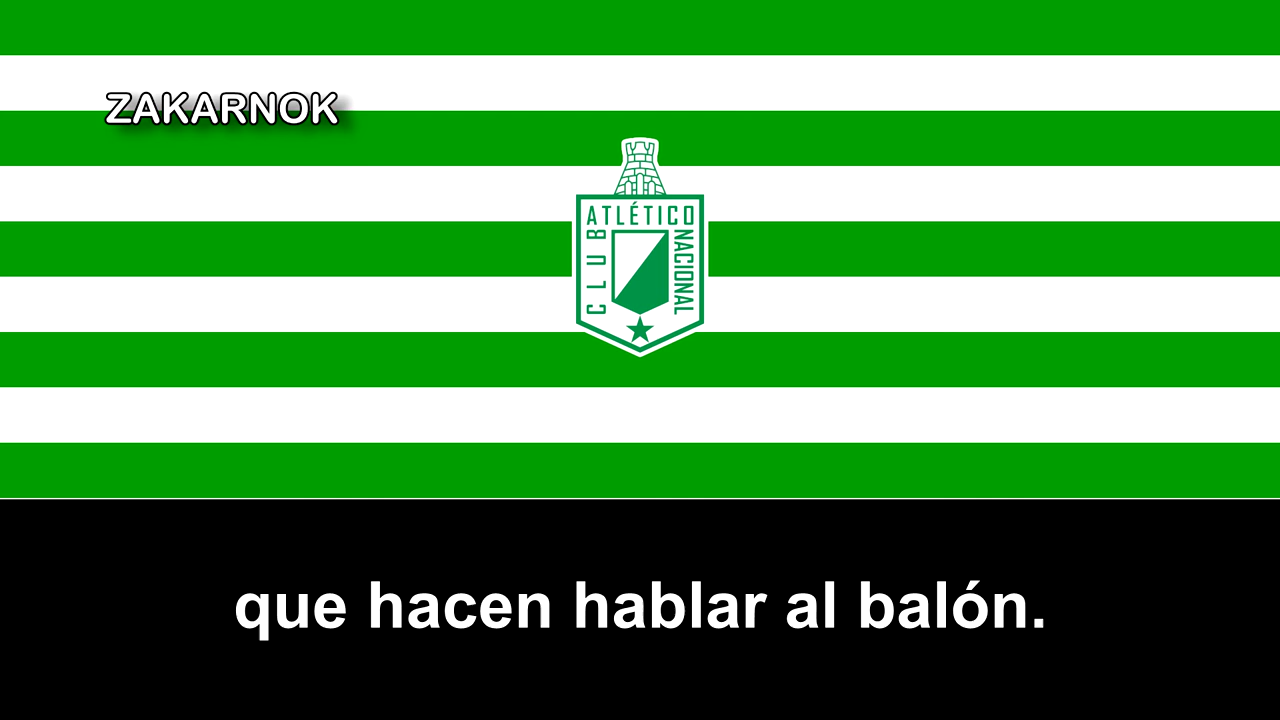 ZAKARNOK
ATLÉTICO
CLUB
NACIONAL
que hacen hablar al balón.